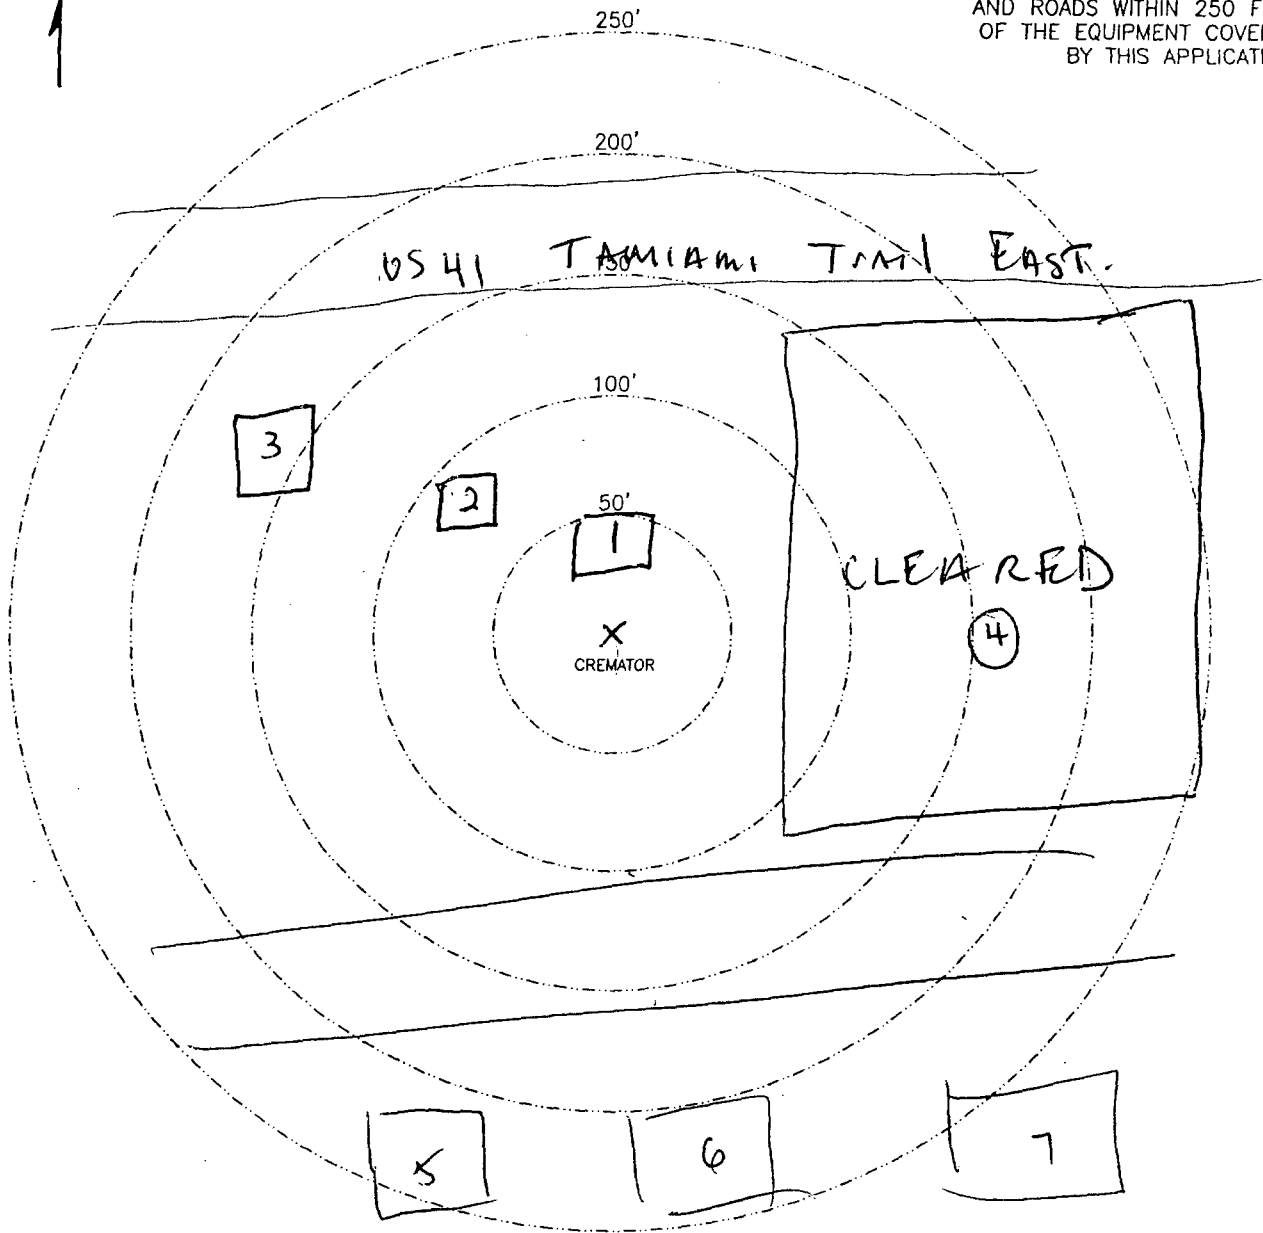 250'
AND ROADS WITHIN 250 F
OF THE EQUIPMENT COVE
BY THIS APPLICATI
200'
US 41 TAMIAMI TRAIL EAST.
150'
100'
3
2
50'
1
CLEARED
4
X
CREMATOR
5
6
7